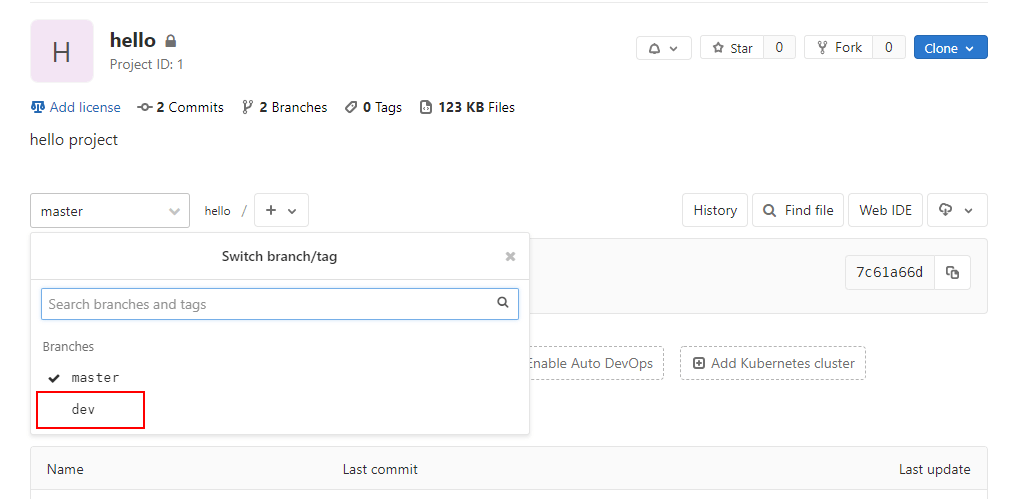 H
hello
Project ID: 1
Star 0 Fork 0 Clone
Add license 2 Commits 2 Branches 0 Tags 123 KB Files
hello project
master hello / + History Find file Web IDE
Switch branch/tag
7c61a66d
Search branches and tags
Branches
Enable Auto DevOps Add Kubernetes cluster
master
dev
Name Last commit Last update